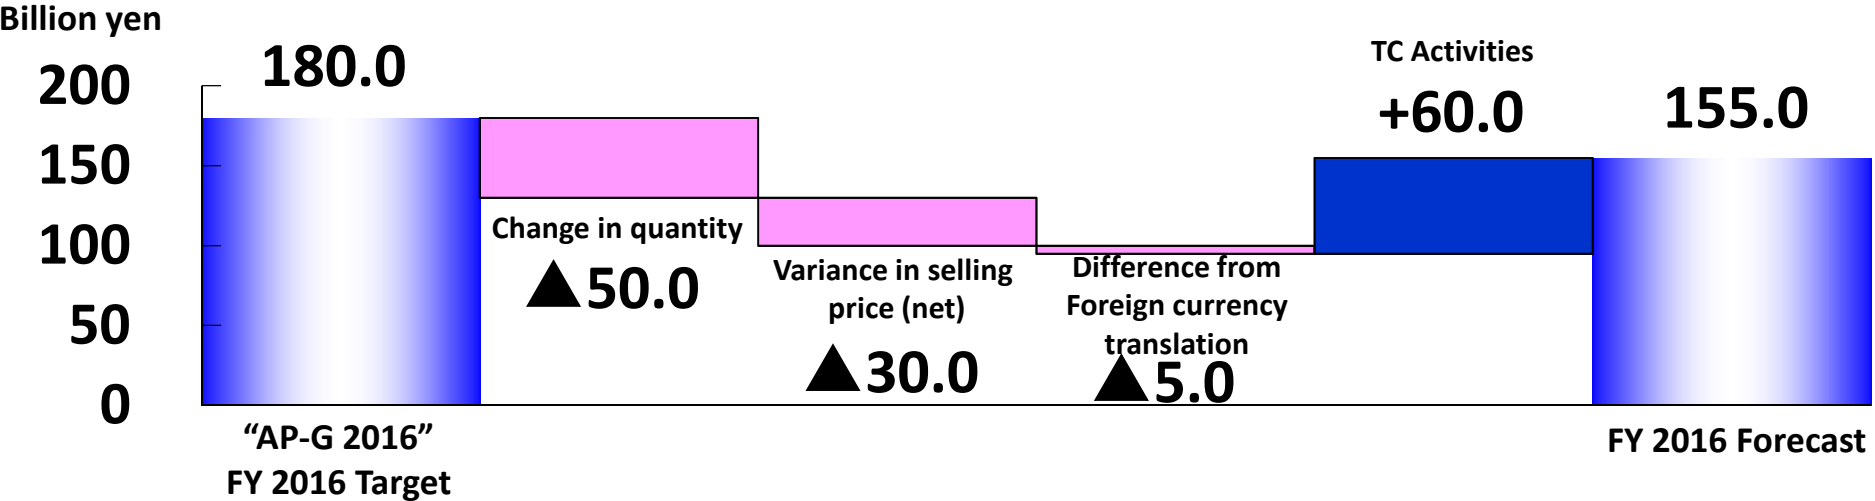 Billion yen
200
150
100
50
0
180.0
“AP-G 2016”
FY 2016 Target
Change in quantity
▲50.0
Variance in selling
price (net)
▲30.0
Difference from
Foreign currency
translation
▲5.0
TC Activities
+60.0
155.0
FY 2016 Forecast